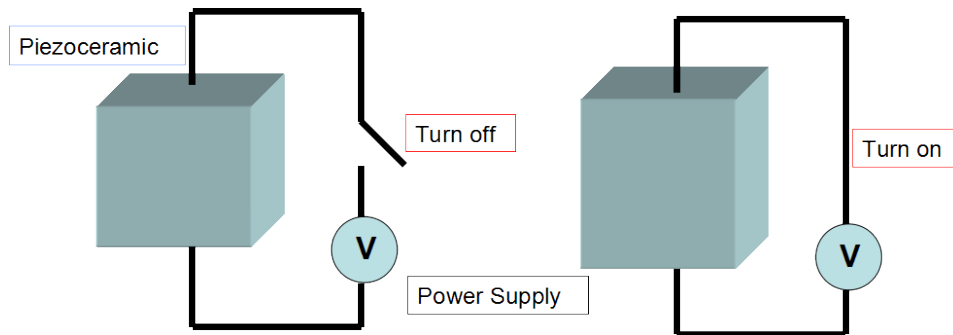 Piezoceramic
Turn off
Turn on
V
V
Power Supply